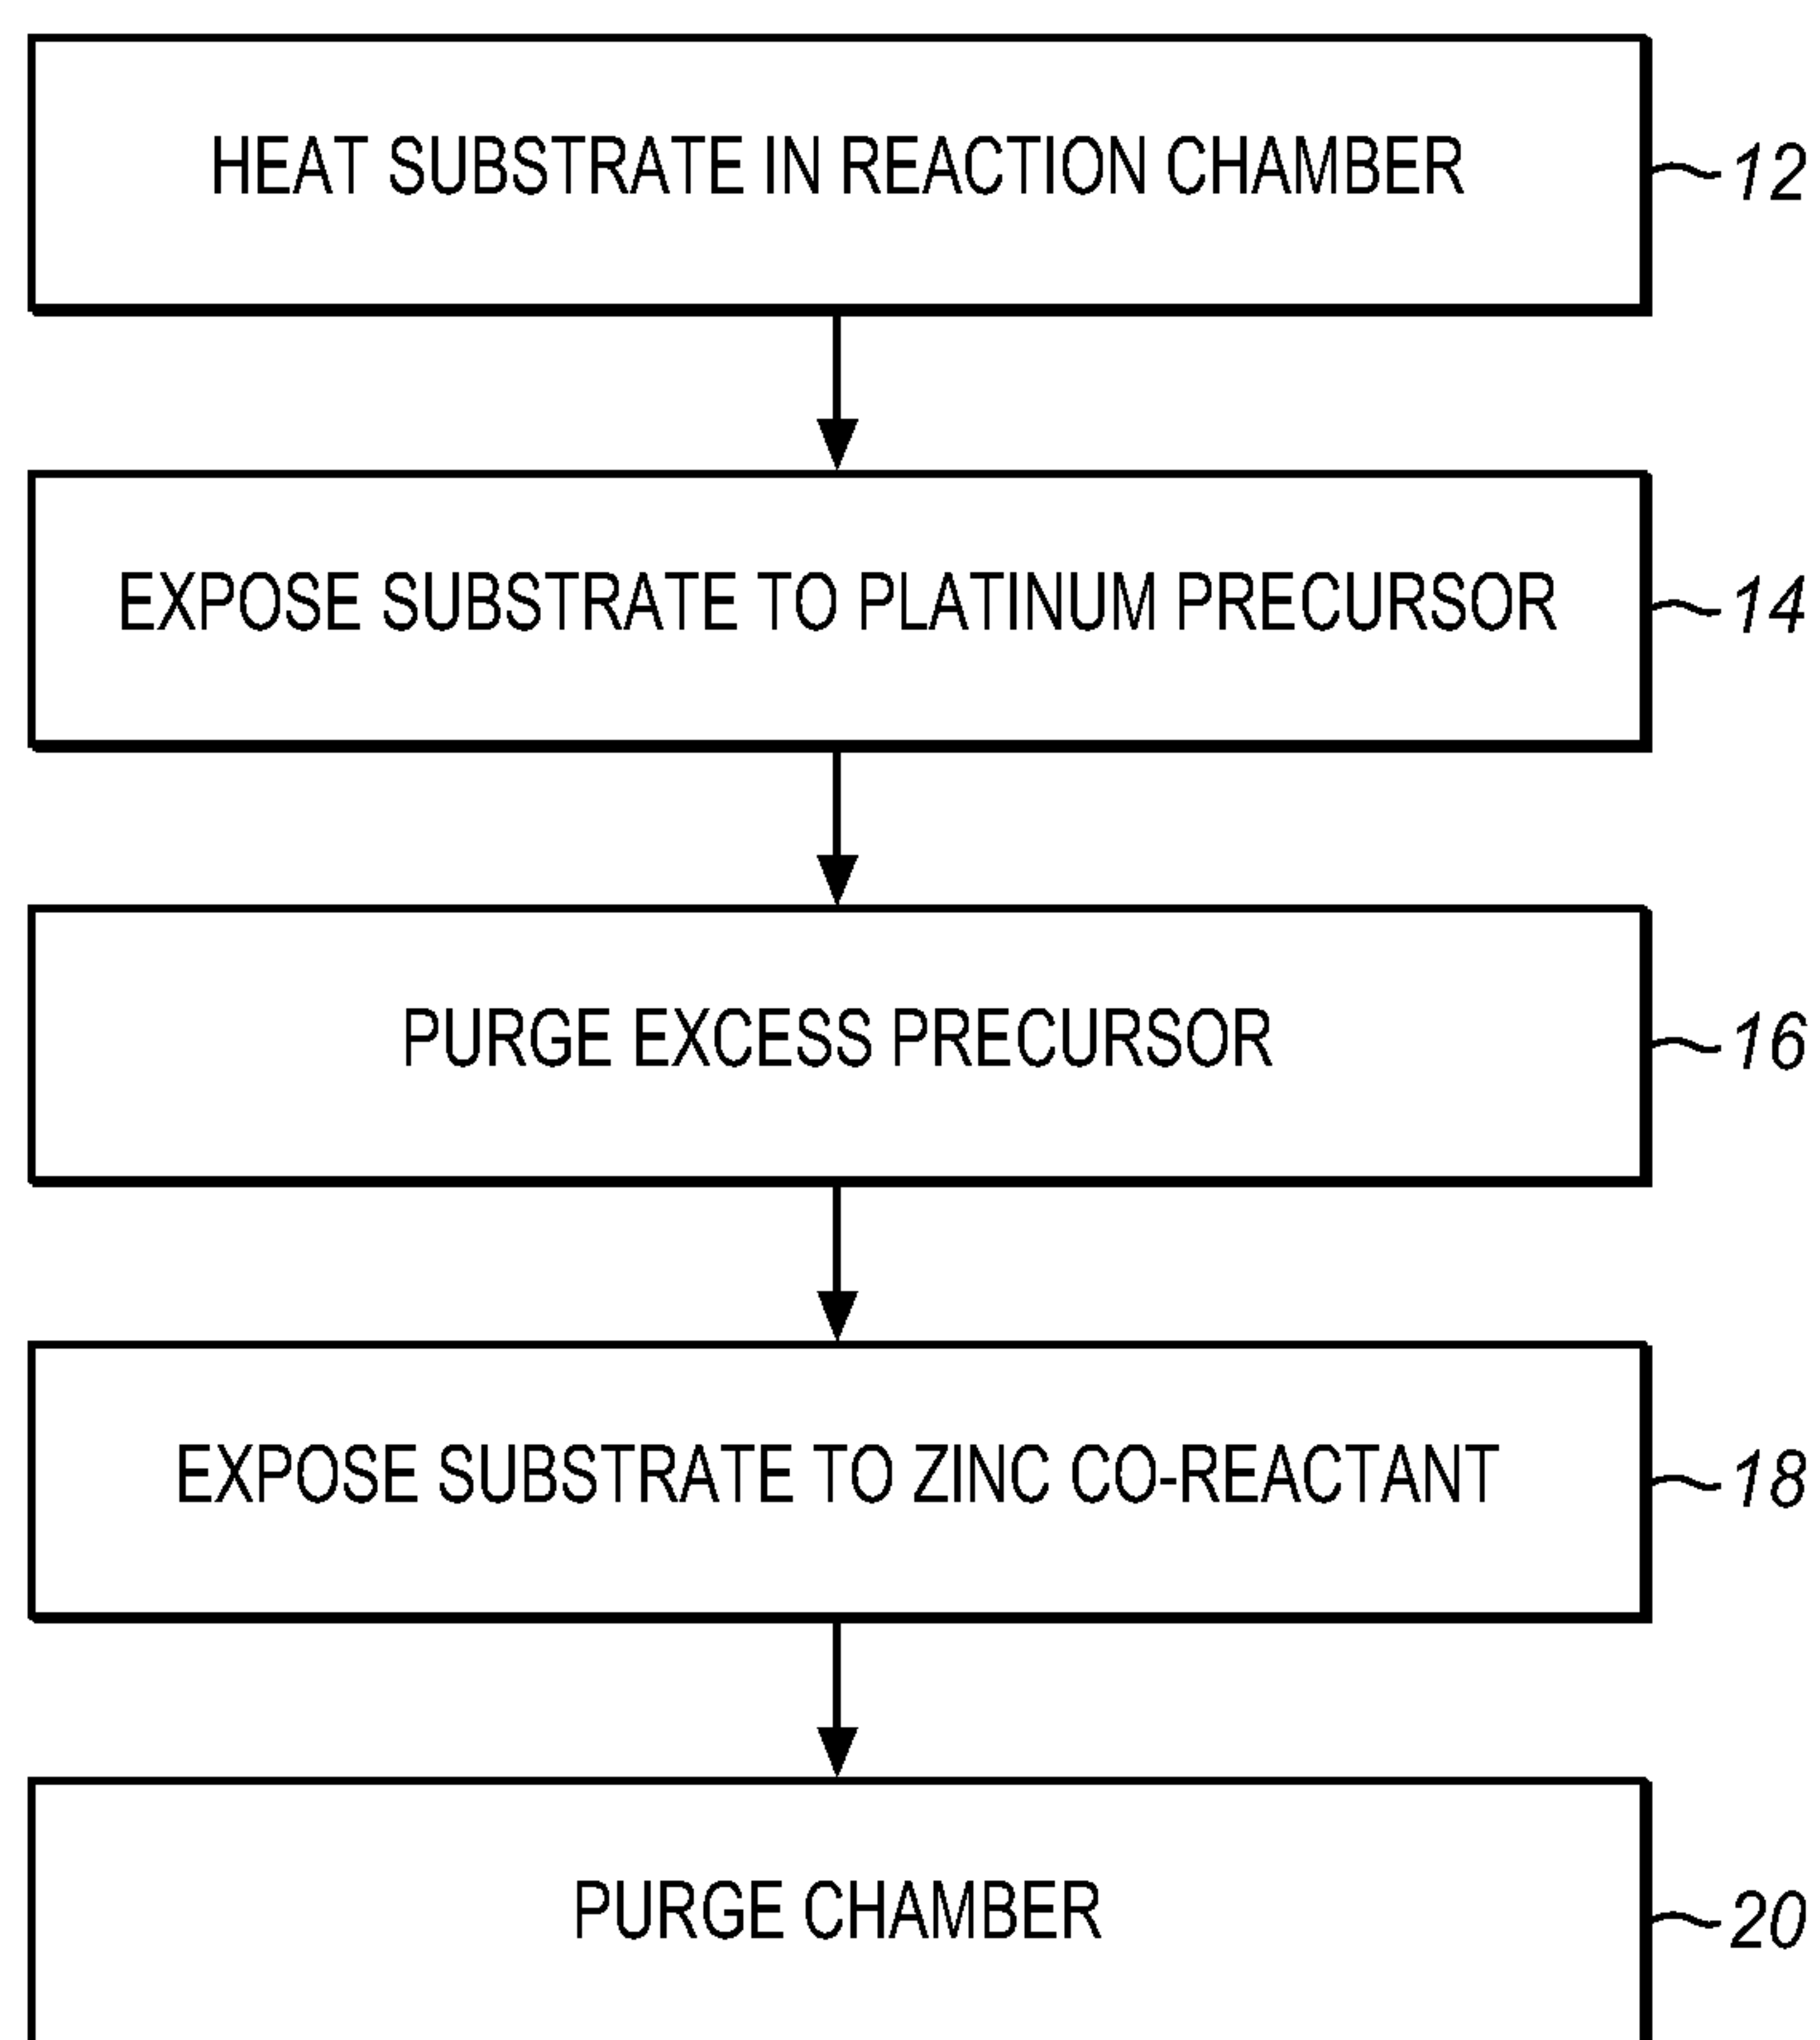 HEAT SUBSTRATE IN REACTION CHAMBER
12
EXPOSE SUBSTRATE TO PLATINUM PRECURSOR
14
PURGE EXCESS PRECURSOR
16
EXPOSE SUBSTRATE TO ZINC CO-REACTANT
18
PURGE CHAMBER
20